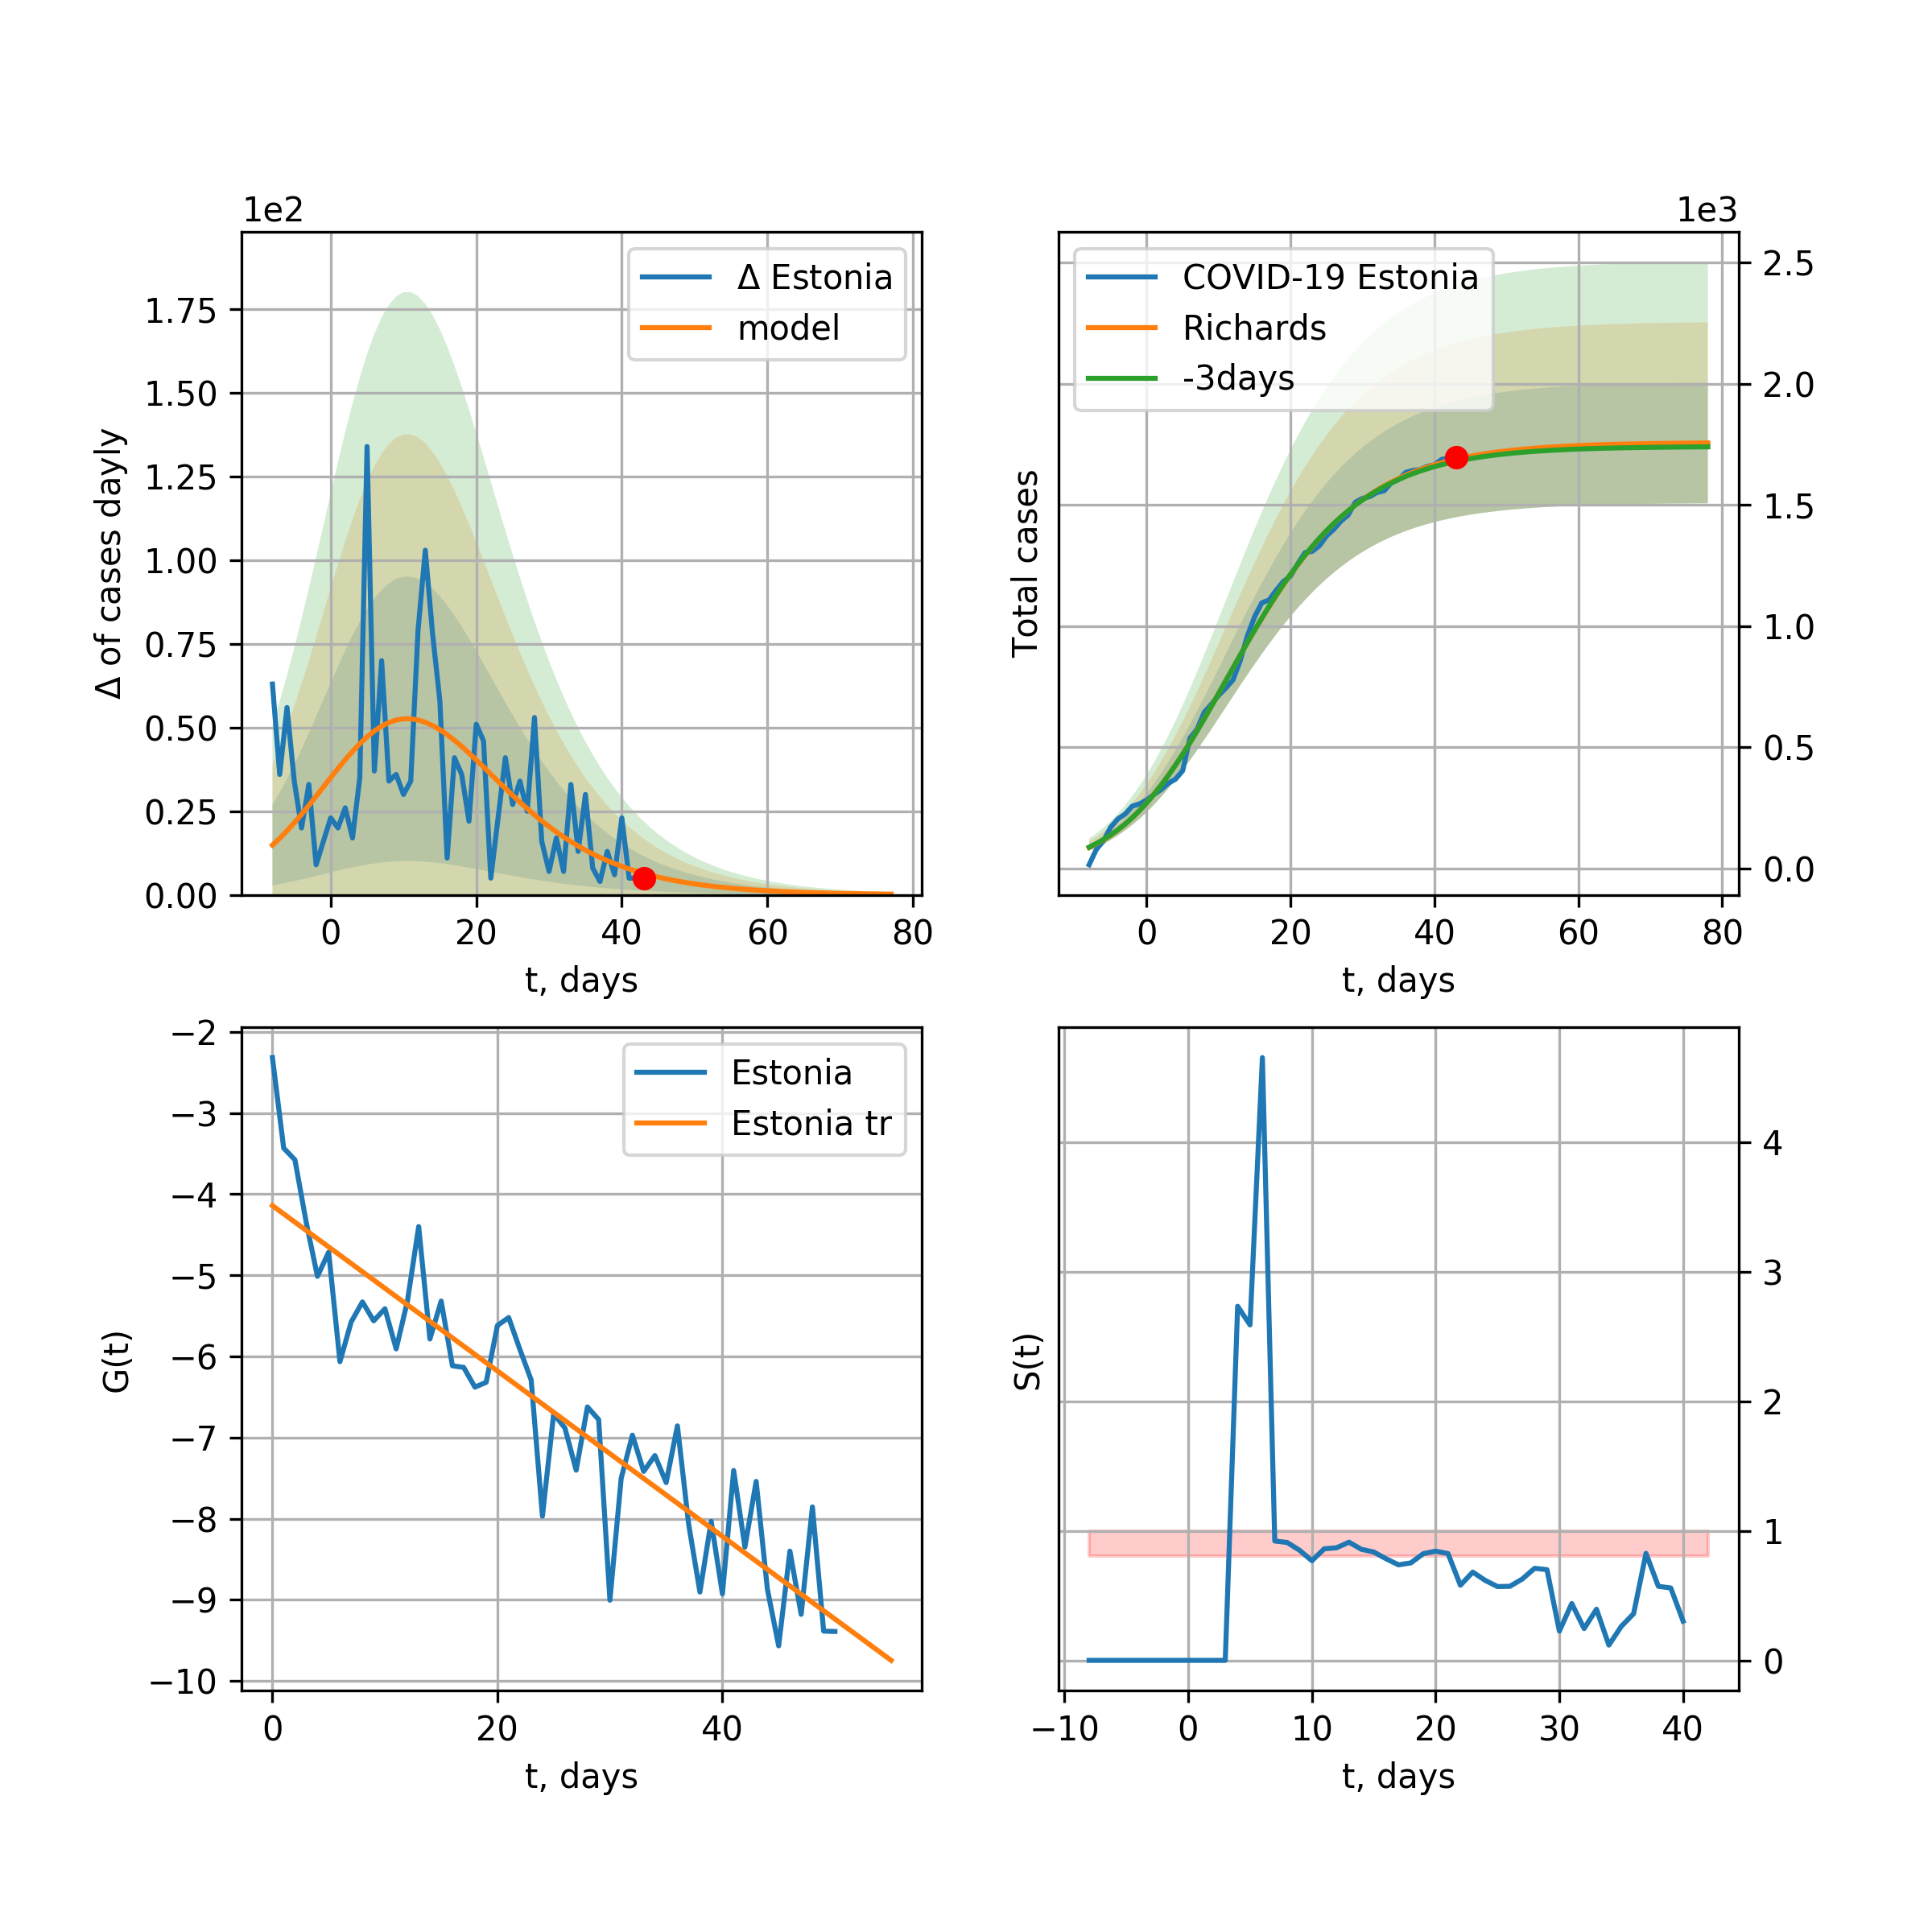 1e2
Δ of cases dayly
1.75
1.50
1.25
1.00
0.75
0.50
0.25
0.00
Δ Estonia
model
0 20 40 60 80
t, days
1e3
Total cases
COVID-19 Estonia
Richards
-3days
2.5
2.0
1.5
1.0
0.5
0.0
0 20 40 60 80
t, days
G(t)
−2
−3
−4
−5
−6
−7
−8
−9
−10
Estonia
Estonia tr
0 20 40
t, days
S(t)
4
3
2
1
0
−10 0 10 20 30 40
t, days